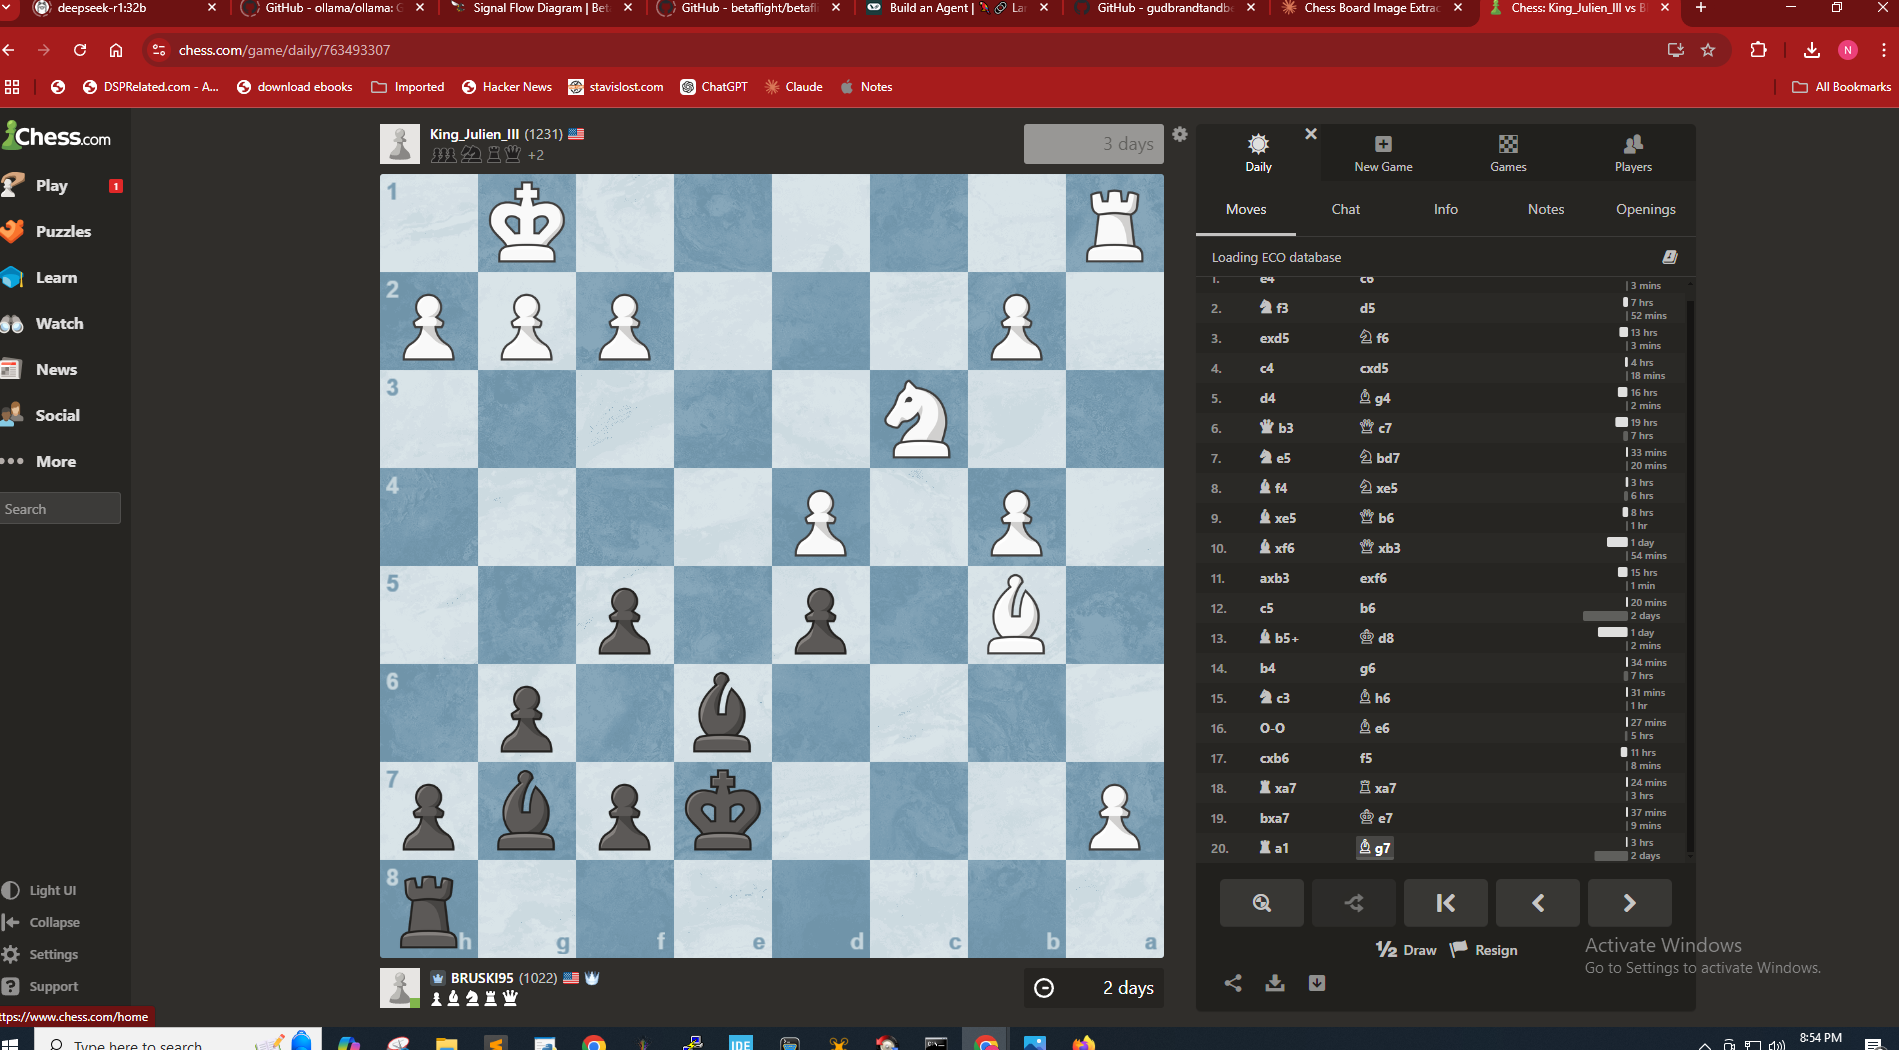 deepseek-r1:32b
GitHub - ollama/ollama: G
Signal Flow Diagram | Bet
GitHub - betaflight/betafl
Build an Agent | La
GitHub - gudbrandtandbe
Chess Board Image Extrac
Chess: King_Julien_III vs B
chess.com/game/daily/763493307
N
DSPRelated.com - A...
download ebooks
Imported
Hacker News
stavislost.com
ChatGPT
Claude
Notes
All Bookmarks
Chess.com
Play
1
Puzzles
Learn
Watch
News
Social
More
Search
Light UI
Collapse
Settings
Support
ttps://www.chess.com/home
King_Julien_III (1231)
+2
3 days
1
2
3
4
5
6
7
8
h g f e d c b a
BRUSKI95 (1022)
2 days
Daily
New Game
Games
Players
Moves
Chat
Info
Notes
Openings
Loading ECO database
1. e4 c6 3 mins
2. f3 d5 7 hrs 52 mins
3. exd5 f6 13 hrs 3 mins
4. c4 cxd5 4 hrs 18 mins
5. d4 g4 16 hrs 2 mins
6. b3 c7 19 hrs 7 hrs
7. e5 bd7 33 mins 20 mins
8. f4 xe5 3 hrs 6 hrs
9. xe5 b6 8 hrs 1 hr
10. xf6 xb3 1 day 54 mins
11. axb3 exf6 15 hrs 1 min
12. c5 b6 20 mins 2 days
13. b5+ d8 1 day 2 mins
14. b4 g6 34 mins 7 hrs
15. c3 h6 31 mins 1 hr
16. O-O e6 27 mins 5 hrs
17. cxb6 f5 11 hrs 8 mins
18. xa7 xa7 24 mins 3 hrs
19. bxa7 e7 37 mins 9 mins
20. a1 g7 3 hrs 2 days
½ Draw
Resign
Activate Windows
Go to Settings to activate Windows.
Type here to search
IDE
8:54 PM